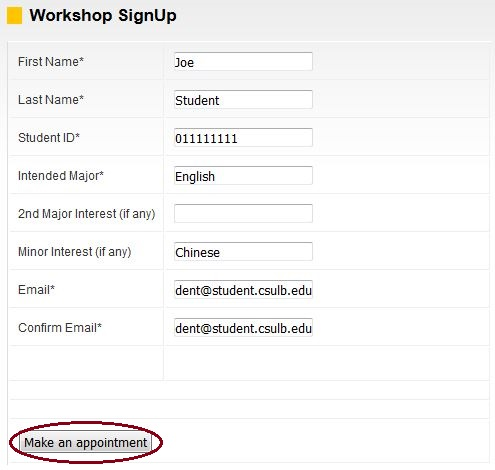 Workshop SignUp
First Name* Joe
Last Name* Student
Student ID* 011111111
Intended Major* English
2nd Major Interest (if any)
Minor Interest (if any) Chinese
Email* dent@student.csulb.edu
Confirm Email* dent@student.csulb.edu
Make an appointment